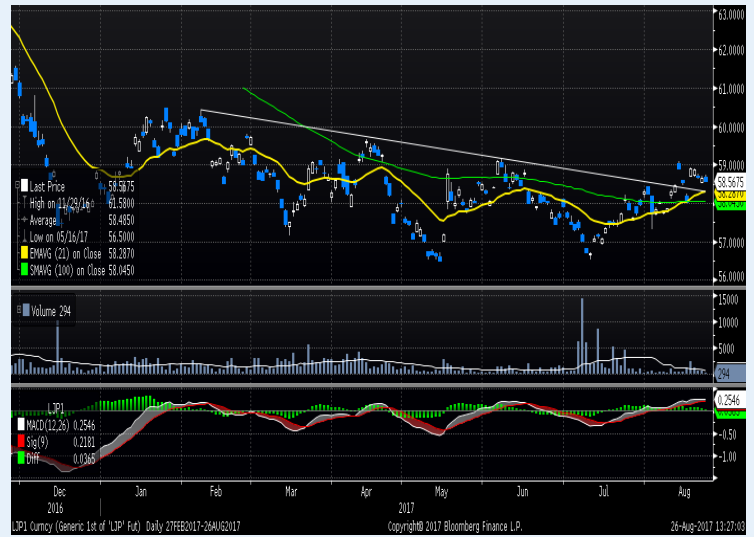 63.0000
62.0000
61.0000
60.0000
59.0000
58.5675
58.2870
58.0450
57.0000
56.0000
Last Price 58.5675
High on 11/29/16 61.5800
Average 58.4850
Low on 05/16/17 56.5000
EMAVG (21) on Close 58.2870
SMAVG (100) on Close 58.0450
Volume 294
15000
10000
5000
294
LJP1
MACD(12,26) 0.2546
Sig(9) 0.2181
Diff 0.0365
0.2546
-0.50
-1.00
Dec Jan Feb Mar Apr May Jun Jul Aug
2016 2017
LJP1 Curncy (Generic 1st of 'LJP' Fut) Daily 27FEB2017-26AUG2017 Copyright© 2017 Bloomberg Finance L.P. 26-Aug-2017 13:27:03